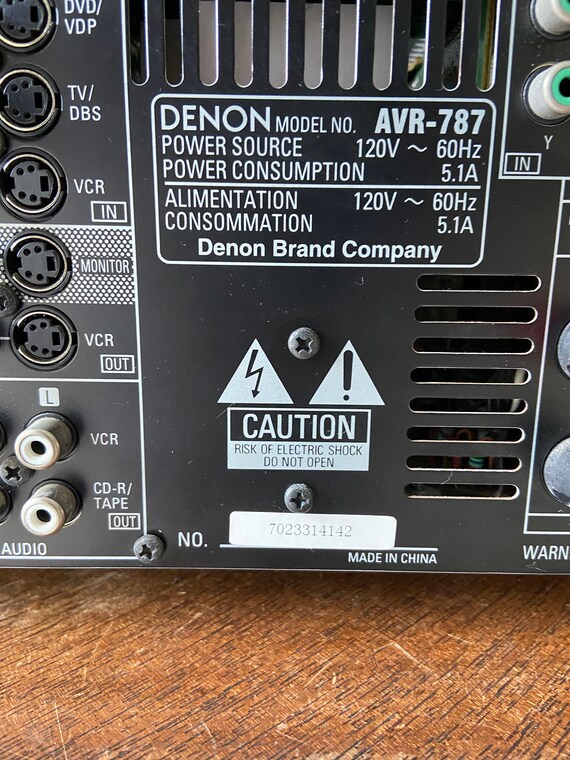 DVD/
VDP
TV/
DBS
VCR
IN
MONITOR
VCR
OUT
L
VCR
CD-R/
TAPE
OUT
AUDIO
DENON MODEL NO. AVR-787
POWER SOURCE 120V ~ 60Hz
POWER CONSUMPTION 5.1A
ALIMENTATION 120V ~ 60Hz
CONSOMMATION 5.1A
Denon Brand Company
CAUTION
RISK OF ELECTRIC SHOCK
DO NOT OPEN
NO. 7023314142
MADE IN CHINA
Y
IN
WARN